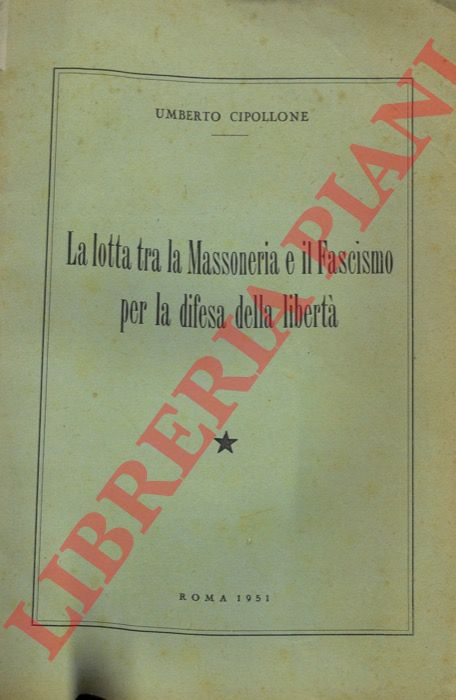 UMBERTO CIPOLLONE
La lotta tra la Massoneria e il Fascismo
per la difesa della libertà
ROMA 1951
LIBRERIA PIANI